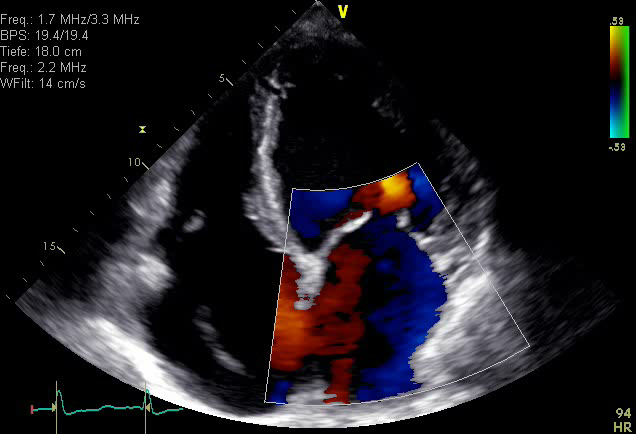 Freq.: 1.7 MHz/3.3 MHz
BPS: 19.4/19.4
Tiefe: 18.0 cm
Freq.: 2.2 MHz
WFilt: 14 cm/s
V
.59
-.59
5
10
15
94
HR